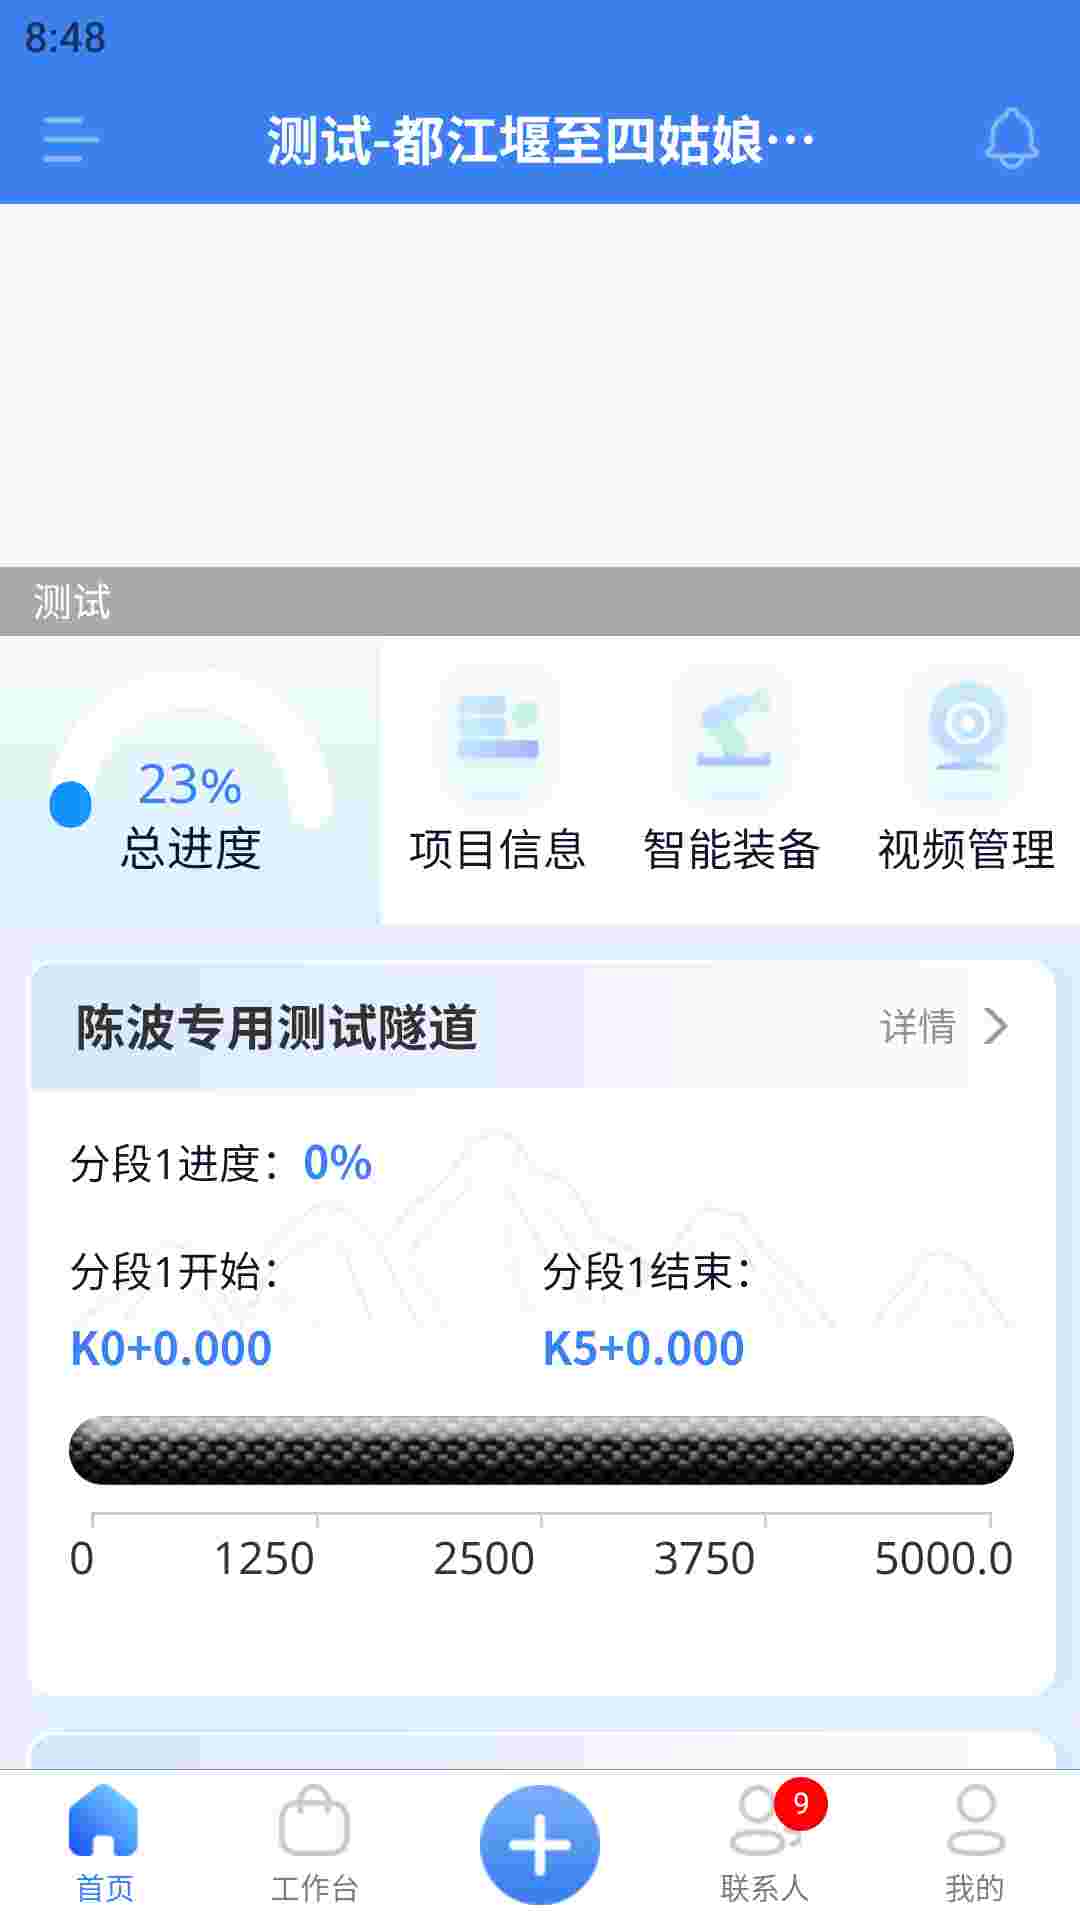 8:48
测试-都江堰至四姑娘…
测试
23%
总进度
项目信息
智能装备
视频管理
陈波专用测试隧道
详情
分段1进度：0%
分段1开始：
分段1结束：
K0+0.000
K5+0.000
0 1250 2500 3750 5000.0
9
首页
工作台
联系人
我的